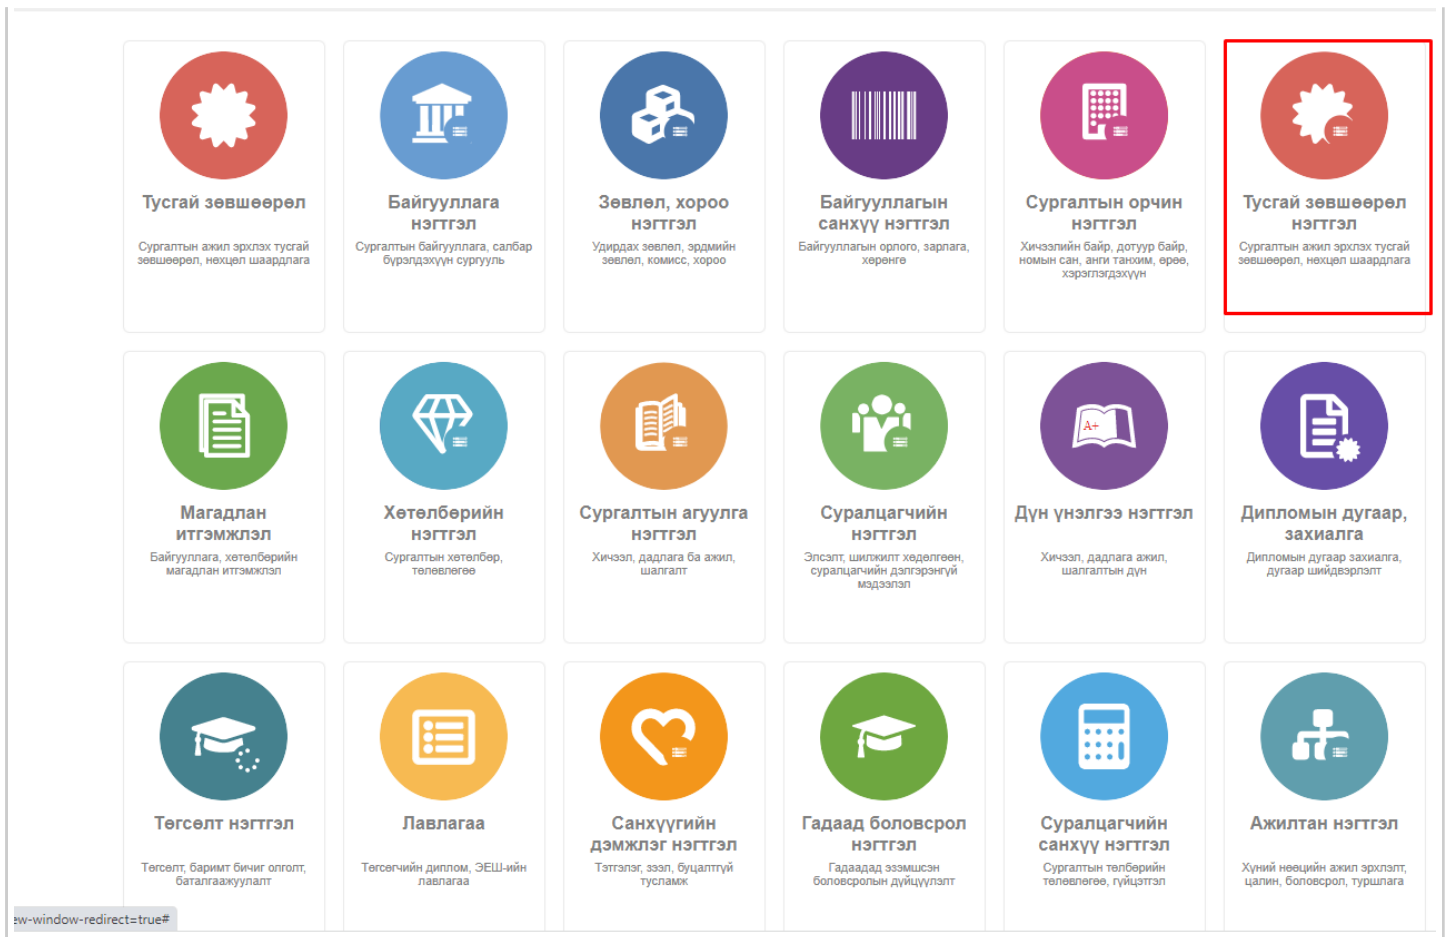 Тусгай зөвшөөрөл
Сургалтын ажил эрхлэх тусгай
зөвшөөрөл, нөхцөл шаардлага
Байгууллага
нэгтгэл
Сургалтын байгууллага, салбар
бүрэлдэхүүн сургууль
Зөвлөл, хороо
нэгтгэл
Удирдах зөвлөл, эрдмийн
зөвлөл, комисс, хороо
Байгууллагын
санхүү нэгтгэл
Байгууллагын орлого, зарлага,
хөрөнгө
Сургалтын орчин
нэгтгэл
Хичээлийн байр, дотуур байр,
номын сан, анги танхим, өрөө,
хэрэглэгдэхүүн
Тусгай зөвшөөрөл
нэгтгэл
Сургалтын ажил эрхлэх тусгай
зөвшөөрөл, нөхцөл шаардлага
Магадлан
итгэмжлэл
Байгууллага, хөтөлбөрийн
магадлан итгэмжлэл
Хөтөлбөрийн
нэгтгэл
Сургалтын хөтөлбөр,
төлөвлөгөө
Сургалтын агуулга
нэгтгэл
Хичээл, дадлага ба ажил,
шалгалт
Суралцагчийн
нэгтгэл
Элсэлт, шилжилт хөдөлгөөн,
суралцагчийн дэлгэрэнгүй
мэдээлэл
A+
Дүн үнэлгээ нэгтгэл
Хичээл, дадлага ажил,
шалгалтын дүн
Дипломын дугаар,
захиалга
Дипломын дугаар захиалга,
дугаар шийдвэрлэлт
Төгсөлт нэгтгэл
Төгсөлт, баримт бичиг олголт,
баталгаажуулалт
Лавлагаа
Төгсөгчийн диплом, ЭЕШ-ийн
лавлагаа
Санхүүгийн
дэмжлэг нэгтгэл
Тэтгэлэг, зээл, буцалтгүй
тусламж
Гадаад боловсрол
нэгтгэл
Гадаадад эзэмшсэн
боловсролын дүйцүүлэлт
Суралцагчийн
санхүү нэгтгэл
Сургалтын төлбөрийн
төлөвлөгөө, гүйцэтгэл
Ажилтан нэгтгэл
Хүний нөөцийн ажил эрхлэлт,
цалин, боловсрол, туршлага
ew-window-redirect=true#